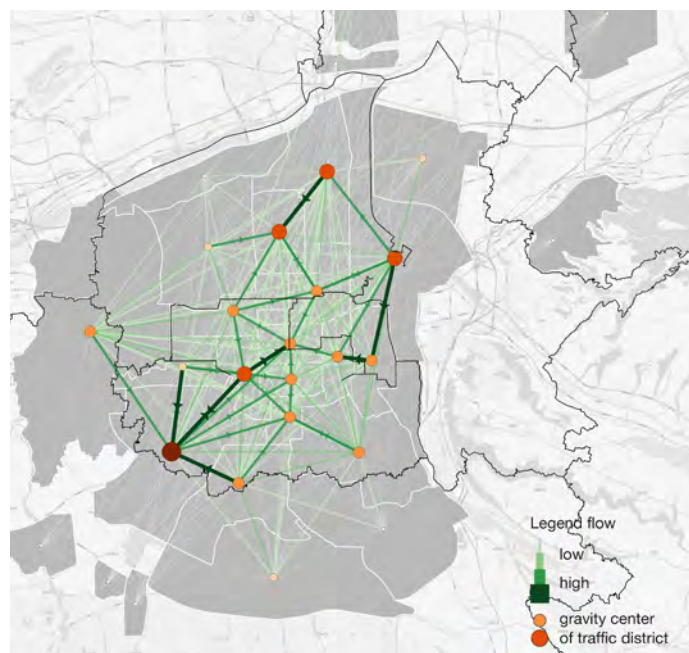 Legend flow
low
high
gravity center
of traffic district